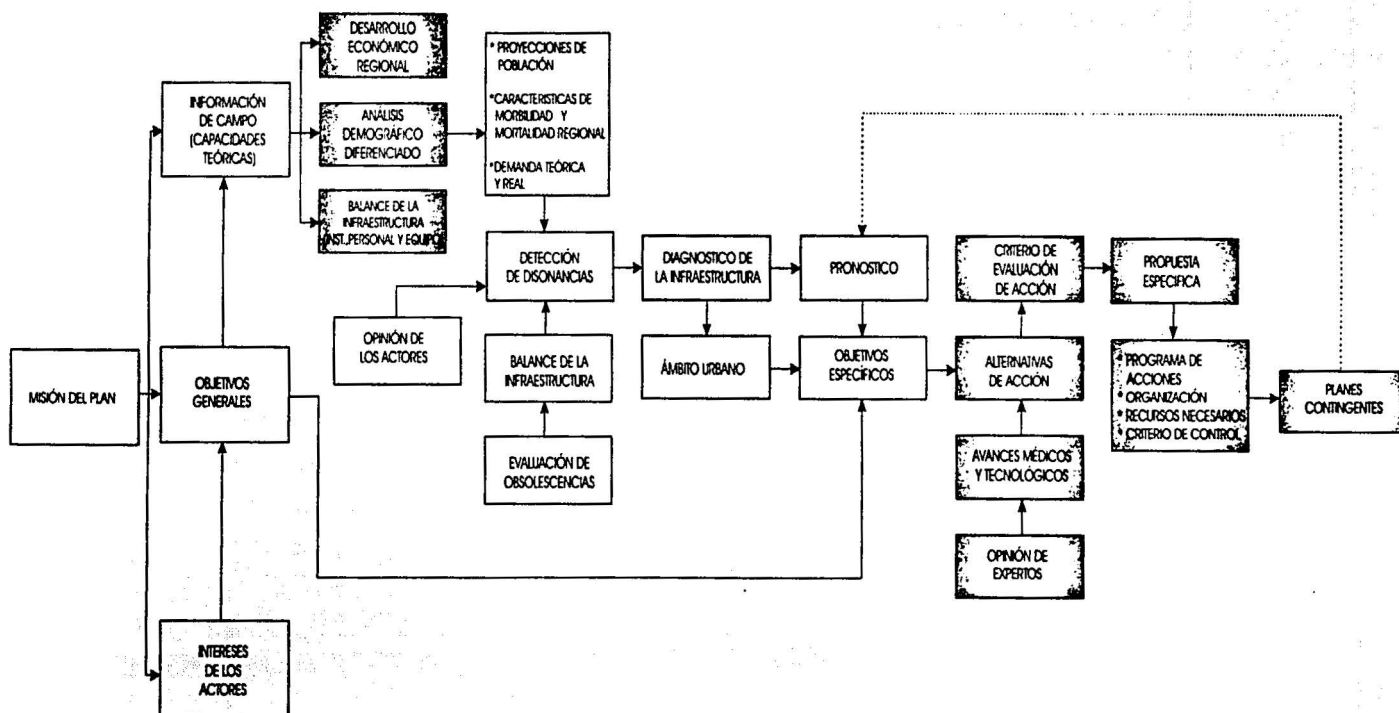 DESARROLLO
ECONÓMICO
REGIONAL
* PROYECCIONES DE
POBLACIÓN
*CARACTERISTICAS DE
MORBILIDAD Y
MORTALIDAD REGIONAL
*DEMANDA TEÓRICA
Y REAL
INFORMACIÓN
DE CAMPO
(CAPACIDADES
TEÓRICAS)
ANÁLISIS
DEMOGRÁFICO
DIFERENCIADO
BALANCE DE LA
INFRAESTRUCTURA
(INST.,PERSONAL Y EQUIPO)
DETECCIÓN
DE DISONANCIAS
DIAGNOSTICO DE
LA INFRAESTRUCTURA
PRONOSTICO
CRITERIO DE
EVALUACIÓN
DE ACCIÓN
PROPUESTA
ESPECIFICA
OPINIÓN DE
LOS ACTORES
BALANCE DE LA
INFRAESTRUCTURA
ÁMBITO URBANO
OBJETIVOS
ESPECÍFICOS
ALTERNATIVAS
DE ACCIÓN
* PROGRAMA DE
ACCIONES
* ORGANIZACIÓN
* RECURSOS NECESARIOS
* CRITERIO DE CONTROL
PLANES
CONTINGENTES
MISIÓN DEL PLAN
OBJETIVOS
GENERALES
EVALUACIÓN DE
OBSOLESCENCIAS
AVANCES MÉDICOS
Y TECNOLÓGICOS
OPINIÓN DE
EXPERTOS
INTERESES
DE LOS
ACTORES